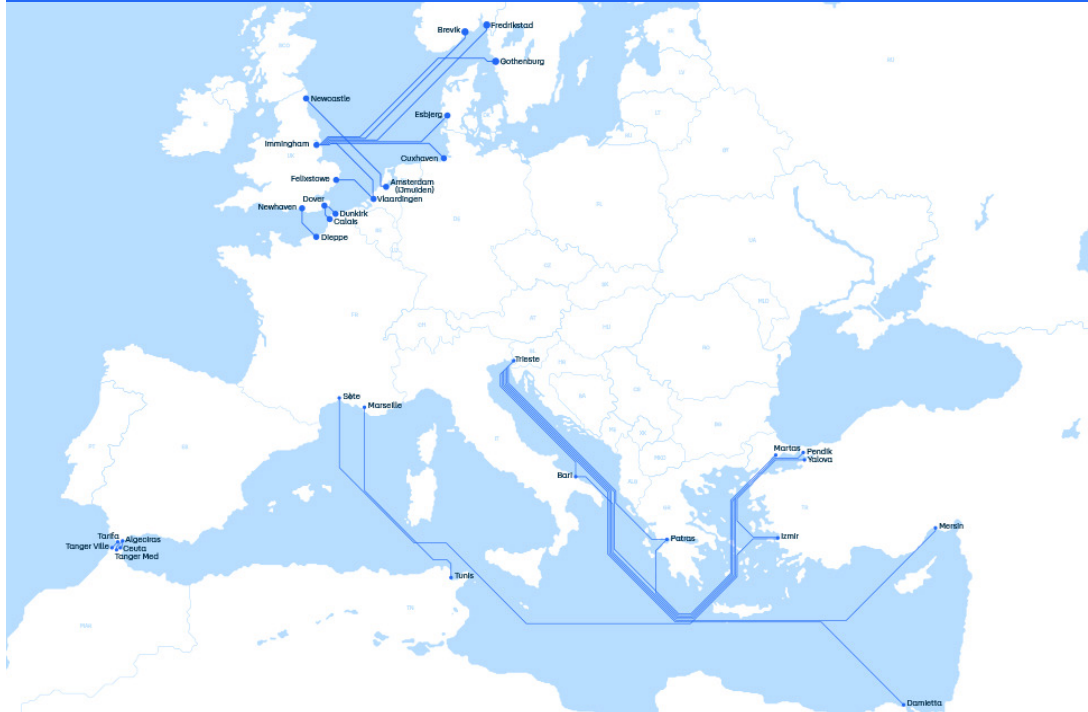 Brevik
Fredrikstad
Gothenburg
Newcastle
Esbjerg
Immingham
Cuxhaven
Felixstowe
Amsterdam
(IJmuiden)
Vlaardingen
Dover
Newhaven
Dunkirk
Calais
Dieppe
Trieste
Sète
Marseille
Martas
Pendik
Yalova
Bari
Mersin
Tarifa
Algeciras
Tanger Ville
Ceuta
Tanger Med
Patras
Izmir
Tunis
Damietta